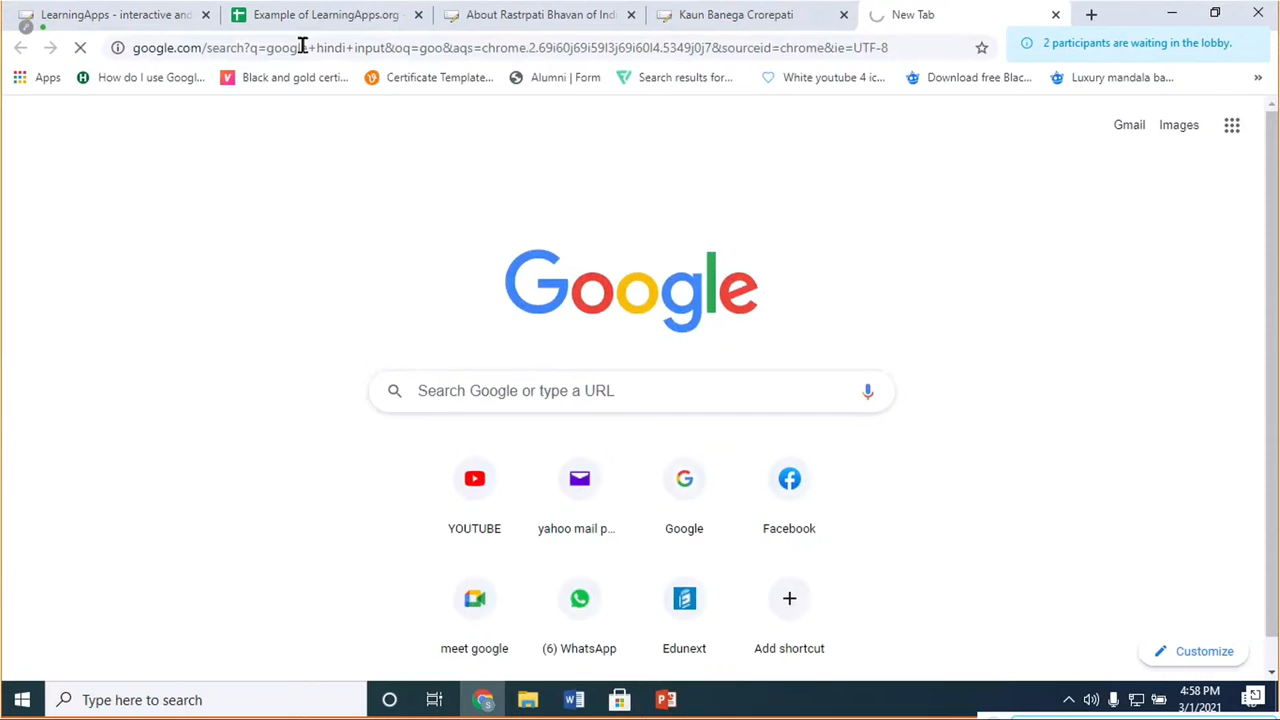 LearningApps - interactive and
Example of LearningApps.org -
About Rastrpati Bhavan of Indi
Kaun Banega Crorepati
New Tab
google.com/search?q=google+hindi+input&oq=goo&aqs=chrome.2.69i60j69i59l3j69i60l4.5349j0j7&sourceid=chrome&ie=UTF-8
2 participants are waiting in the lobby.
Apps
How do I use Googl...
Black and gold certi...
Certificate Template...
Alumni | Form
Search results for...
White youtube 4 ic...
Download free Blac...
Luxury mandala ba...
»
Gmail
Images
Google
Search Google or type a URL
YOUTUBE
yahoo mail p...
Google
Facebook
meet google
(6) WhatsApp
Edunext
Add shortcut
Customize
Type here to search
4:58 PM
3/1/2021